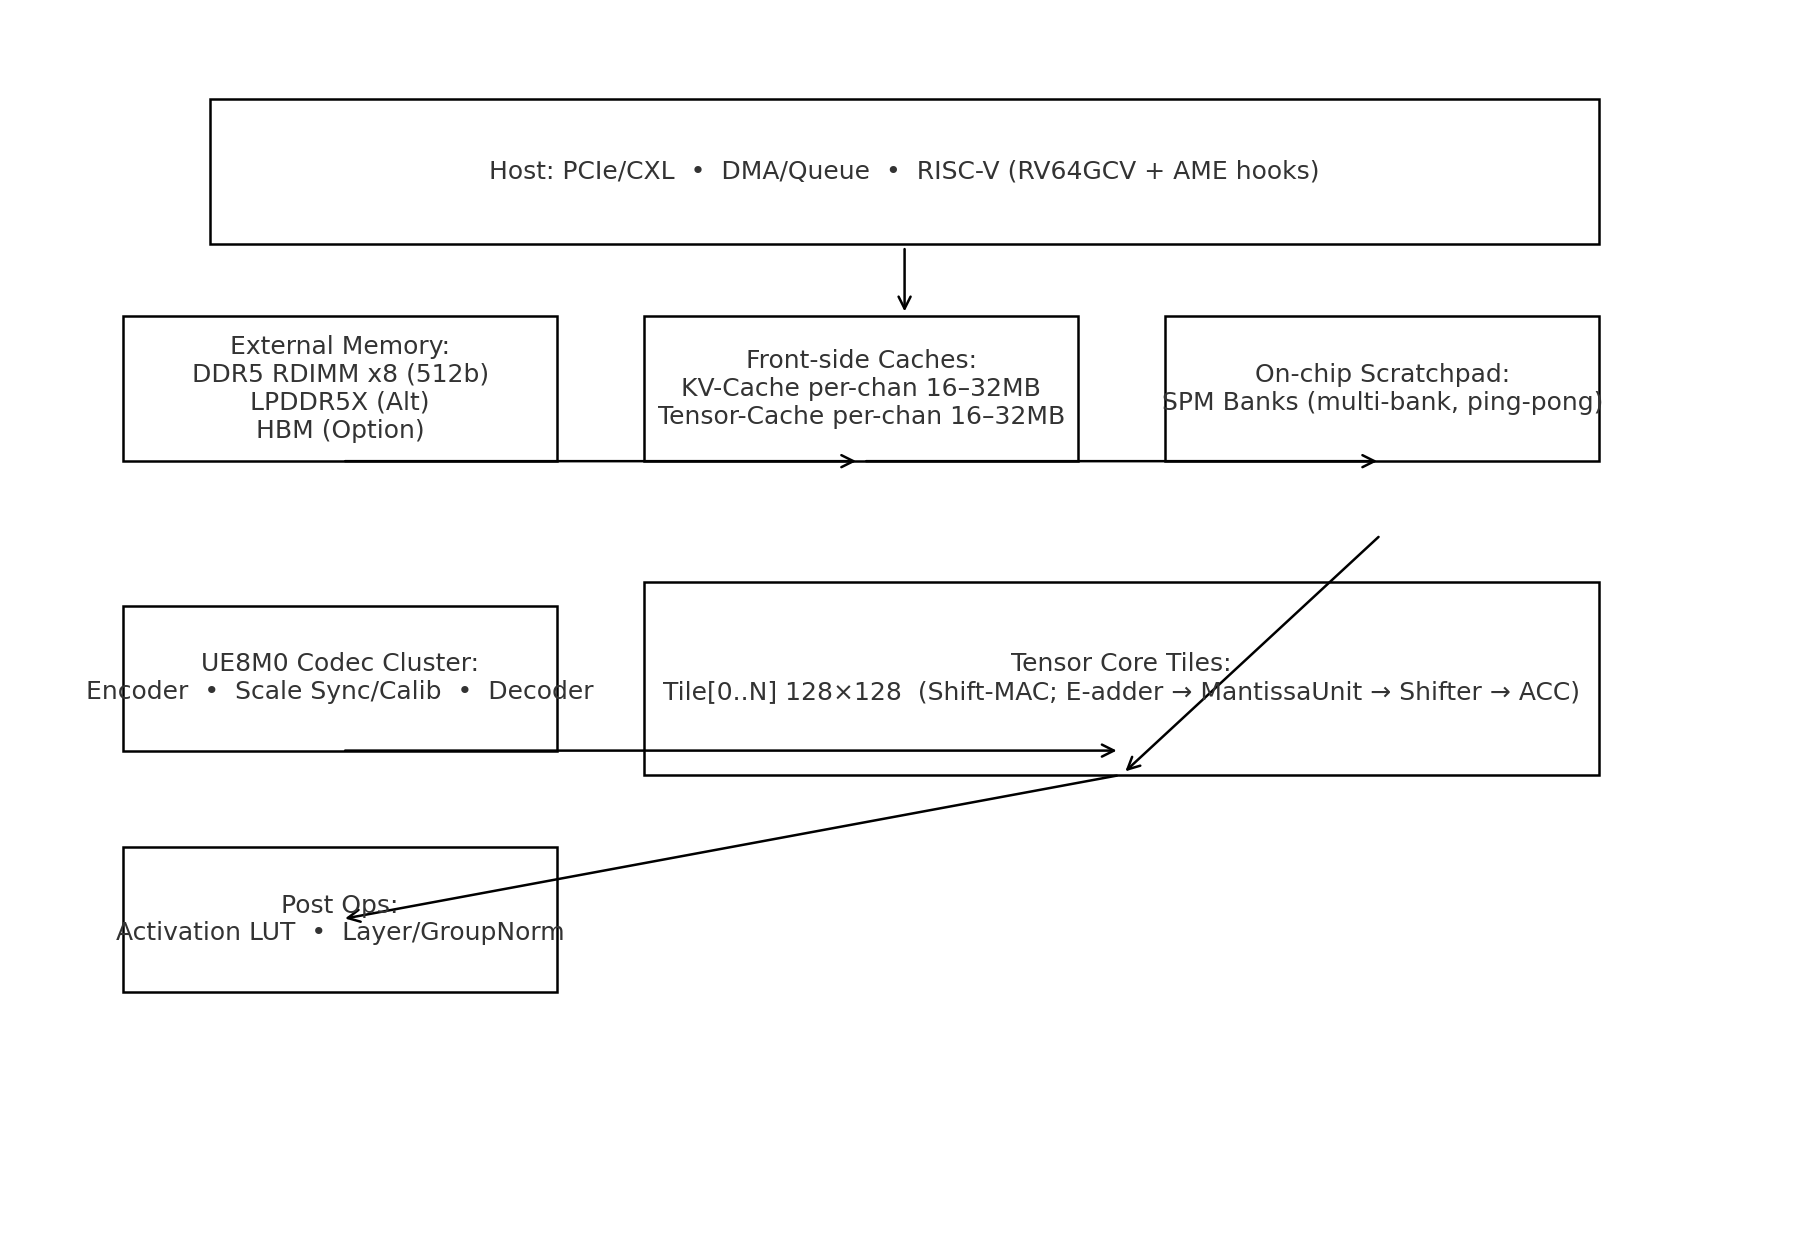 Host: PCIe/CXL • DMA/Queue • RISC-V (RV64GCV + AME hooks)
External Memory:
DDR5 RDIMM x8 (512b)
LPDDR5X (Alt)
HBM (Option)
Front-side Caches:
KV-Cache per-chan 16–32MB
Tensor-Cache per-chan 16–32MB
On-chip Scratchpad:
SPM Banks (multi-bank, ping-pong)
UE8M0 Codec Cluster:
Encoder • Scale Sync/Calib • Decoder
Tensor Core Tiles:
Tile[0..N] 128×128 (Shift-MAC; E-adder → MantissaUnit → Shifter → ACC)
Post Ops:
Activation LUT • Layer/GroupNorm